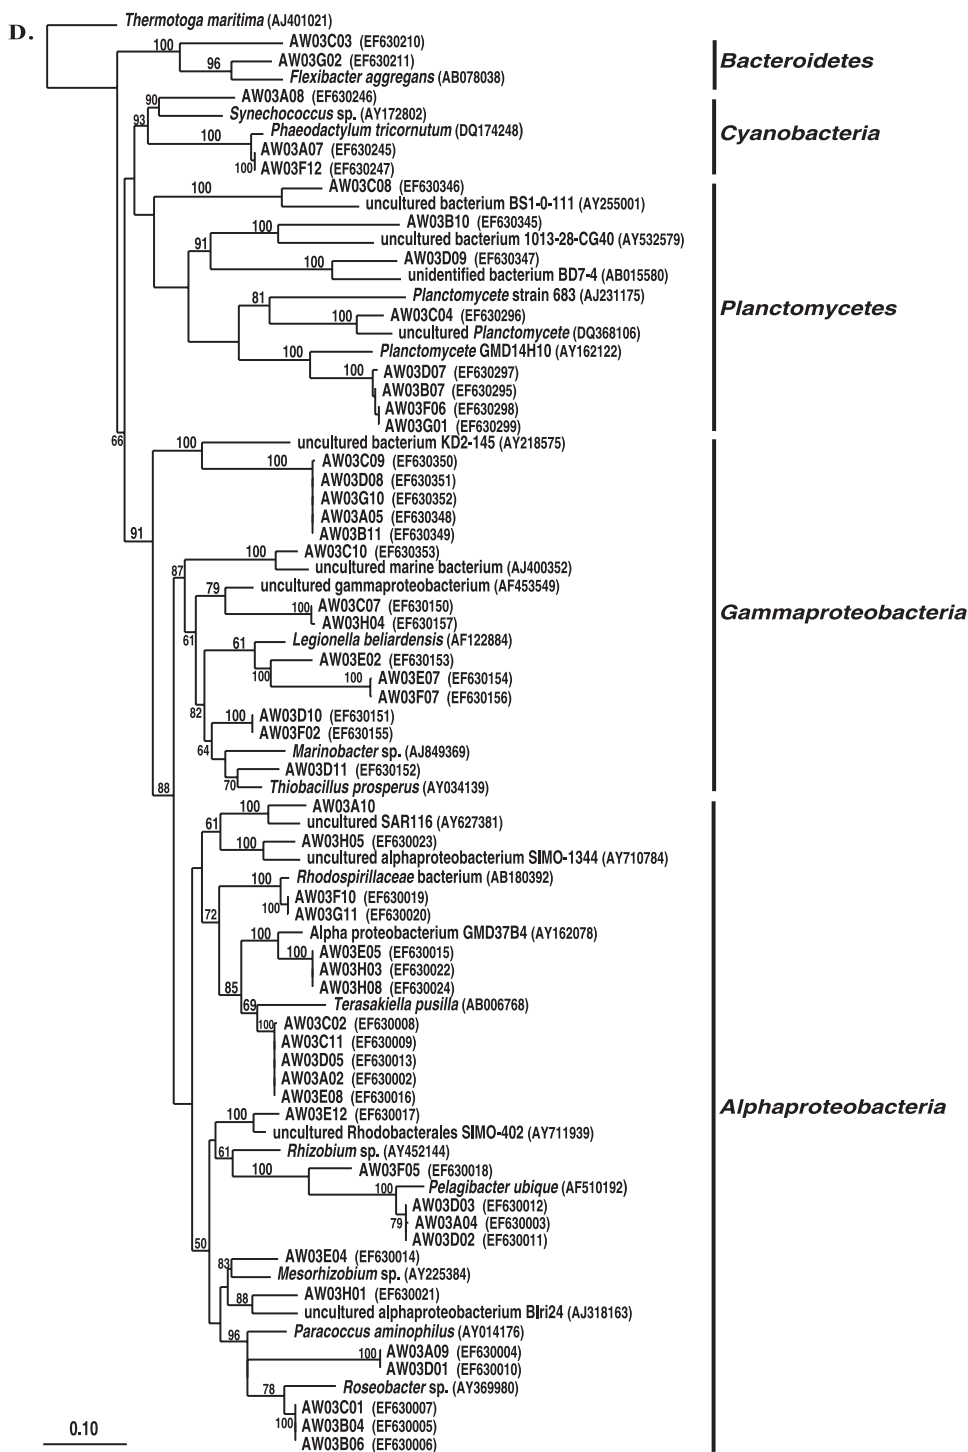 D.
Thermotoga maritima (AJ401021)
100
AW03C03 (EF630210)
AW03G02 (EF630211)
96
Flexibacter aggregans (AB078038)
Bacteroidetes
90
AW03A08 (EF630246)
93
Synechococcus sp. (AY172802)
100
Phaeodactylum tricornutum (DQ174248)
AW03A07 (EF630245)
100
AW03F12 (EF630247)
Cyanobacteria
100
AW03C08 (EF630346)
uncultured bacterium BS1-0-111 (AY255001)
91
100
AW03B10 (EF630345)
uncultured bacterium 1013-28-CG40 (AY532579)
100
AW03D09 (EF630347)
unidentified bacterium BD7-4 (AB015580)
81
Planctomycete strain 683 (AJ231175)
100
AW03C04 (EF630296)
uncultured Planctomycete (DQ368106)
100
Planctomycete GMD14H10 (AY162122)
100
AW03D07 (EF630297)
AW03B07 (EF630295)
AW03F06 (EF630298)
AW03G01 (EF630299)
Planctomycetes
66
100
uncultured bacterium KD2-145 (AY218575)
100
AW03C09 (EF630350)
AW03D08 (EF630351)
AW03G10 (EF630352)
AW03A05 (EF630348)
AW03B11 (EF630349)
91
100
AW03C10 (EF630353)
87
uncultured marine bacterium (AJ400352)
79
uncultured gammaproteobacterium (AF453549)
100
AW03C07 (EF630150)
AW03H04 (EF630157)
61
61
Legionella beliardensis (AF122884)
AW03E02 (EF630153)
100
100
AW03E07 (EF630154)
AW03F07 (EF630156)
82
100
AW03D10 (EF630151)
AW03F02 (EF630155)
64
Marinobacter sp. (AJ849369)
AW03D11 (EF630152)
70
Thiobacillus prosperus (AY034139)
Gammaproteobacteria
88
100
AW03A10
61
uncultured SAR116 (AY627381)
100
AW03H05 (EF630023)
uncultured alphaproteobacterium SIMO-1344 (AY710784)
100
Rhodospirillaceae bacterium (AB180392)
AW03F10 (EF630019)
100
AW03G11 (EF630020)
72
100
Alpha proteobacterium GMD37B4 (AY162078)
100
AW03E05 (EF630015)
AW03H03 (EF630022)
AW03H08 (EF630024)
85
69
Terasakiella pusilla (AB006768)
100
AW03C02 (EF630008)
AW03C11 (EF630009)
AW03D05 (EF630013)
AW03A02 (EF630002)
AW03E08 (EF630016)
100
AW03E12 (EF630017)
uncultured Rhodobacterales SIMO-402 (AY711939)
61
Rhizobium sp. (AY452144)
100
AW03F05 (EF630018)
100
Pelagibacter ubique (AF510192)
AW03D03 (EF630012)
79
AW03A04 (EF630003)
AW03D02 (EF630011)
50
83
AW03E04 (EF630014)
Mesorhizobium sp. (AY225384)
88
AW03H01 (EF630021)
uncultured alphaproteobacterium BIri24 (AJ318163)
96
Paracoccus aminophilus (AY014176)
100
AW03A09 (EF630004)
AW03D01 (EF630010)
78
Roseobacter sp. (AY369980)
AW03C01 (EF630007)
100
AW03B04 (EF630005)
AW03B06 (EF630006)
Alphaproteobacteria
0.10